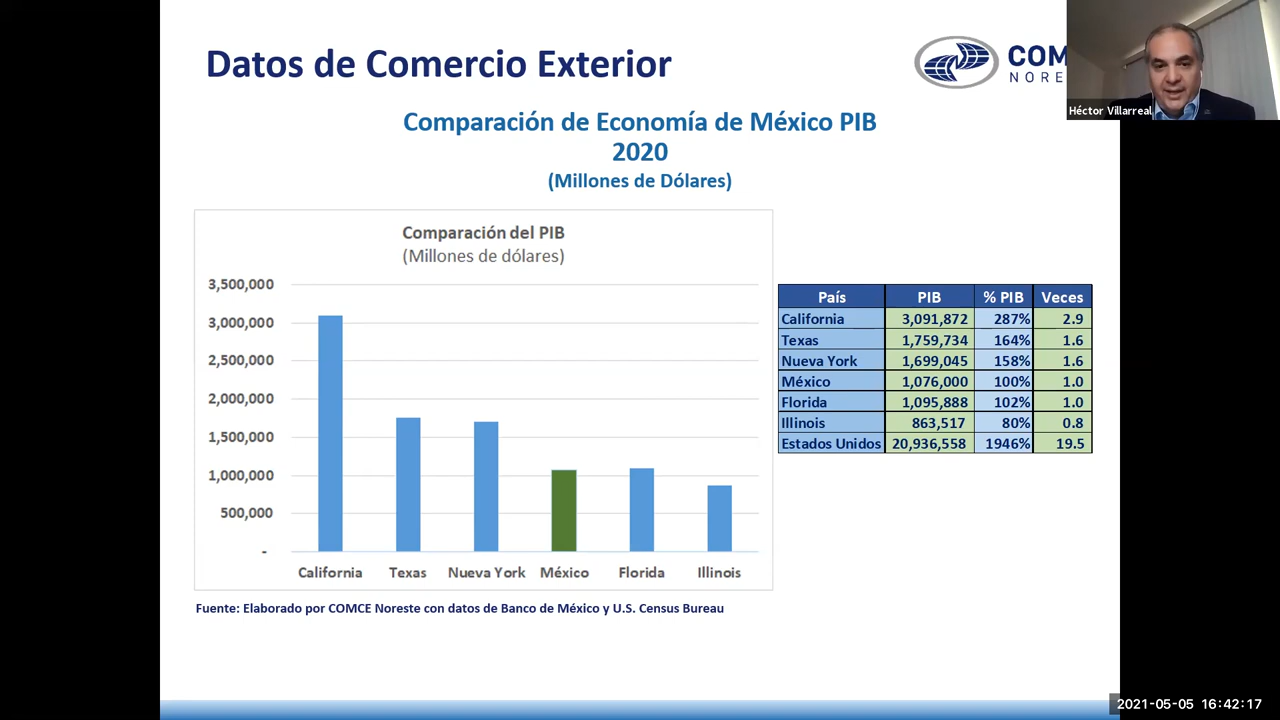 Datos de Comercio Exterior
COM
NORE
Héctor Villarreal
Comparación de Economía de México PIB
2020
(Millones de Dólares)
Comparación del PIB
(Millones de dólares)
3,500,000
3,000,000
2,500,000
2,000,000
1,500,000
1,000,000
500,000
-
California Texas Nueva York México Florida Illinois
País PIB % PIB Veces
California 3,091,872 287% 2.9
Texas 1,759,734 164% 1.6
Nueva York 1,699,045 158% 1.6
México 1,076,000 100% 1.0
Florida 1,095,888 102% 1.0
Illinois 863,517 80% 0.8
Estados Unidos 20,936,558 1946% 19.5
Fuente: Elaborado por COMCE Noreste con datos de Banco de México y U.S. Census Bureau
2021-05-05 16:42:17